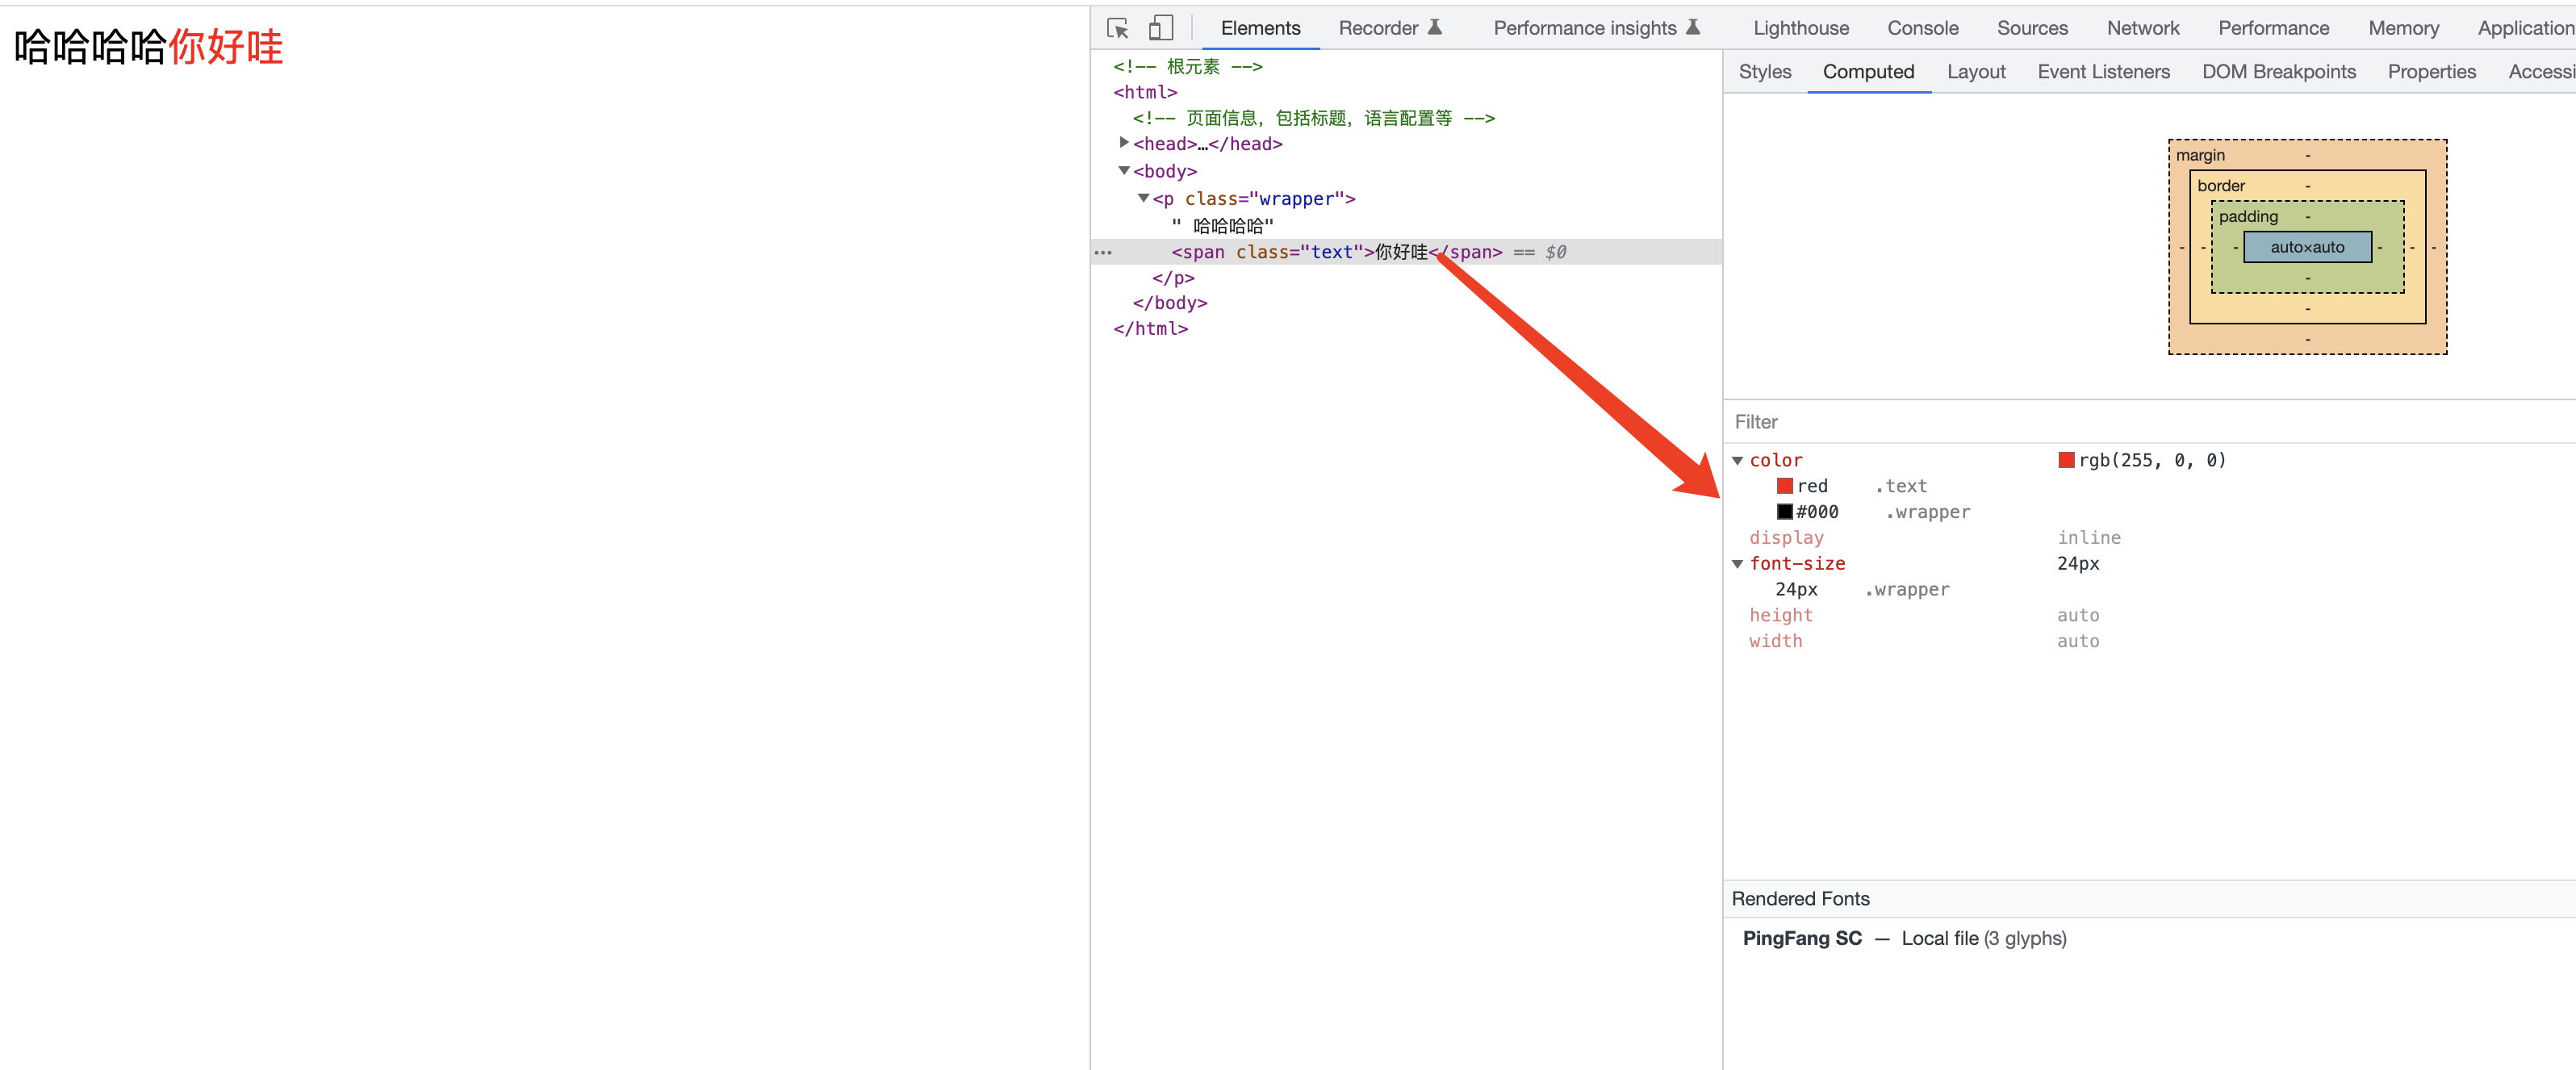 哈哈哈哈你好哇
Elements Recorder Performance insights Lighthouse Console Sources Network Performance Memory Application
<!-- 根元素 -->
<html>
<!-- 页面信息，包括标题，语言配置等 -->
<head>…</head>
<body>
<p class="wrapper">
" 哈哈哈哈"
<span class="text">你好哇</span> == $0
</p>
</body>
</html>
Styles Computed Layout Event Listeners DOM Breakpoints Properties Accessi
margin -
border -
padding -
- - - auto×auto - - -
-
-
-
Filter
color rgb(255, 0, 0)
red .text
#000 .wrapper
display inline
font-size 24px
24px .wrapper
height auto
width auto
Rendered Fonts
PingFang SC — Local file (3 glyphs)